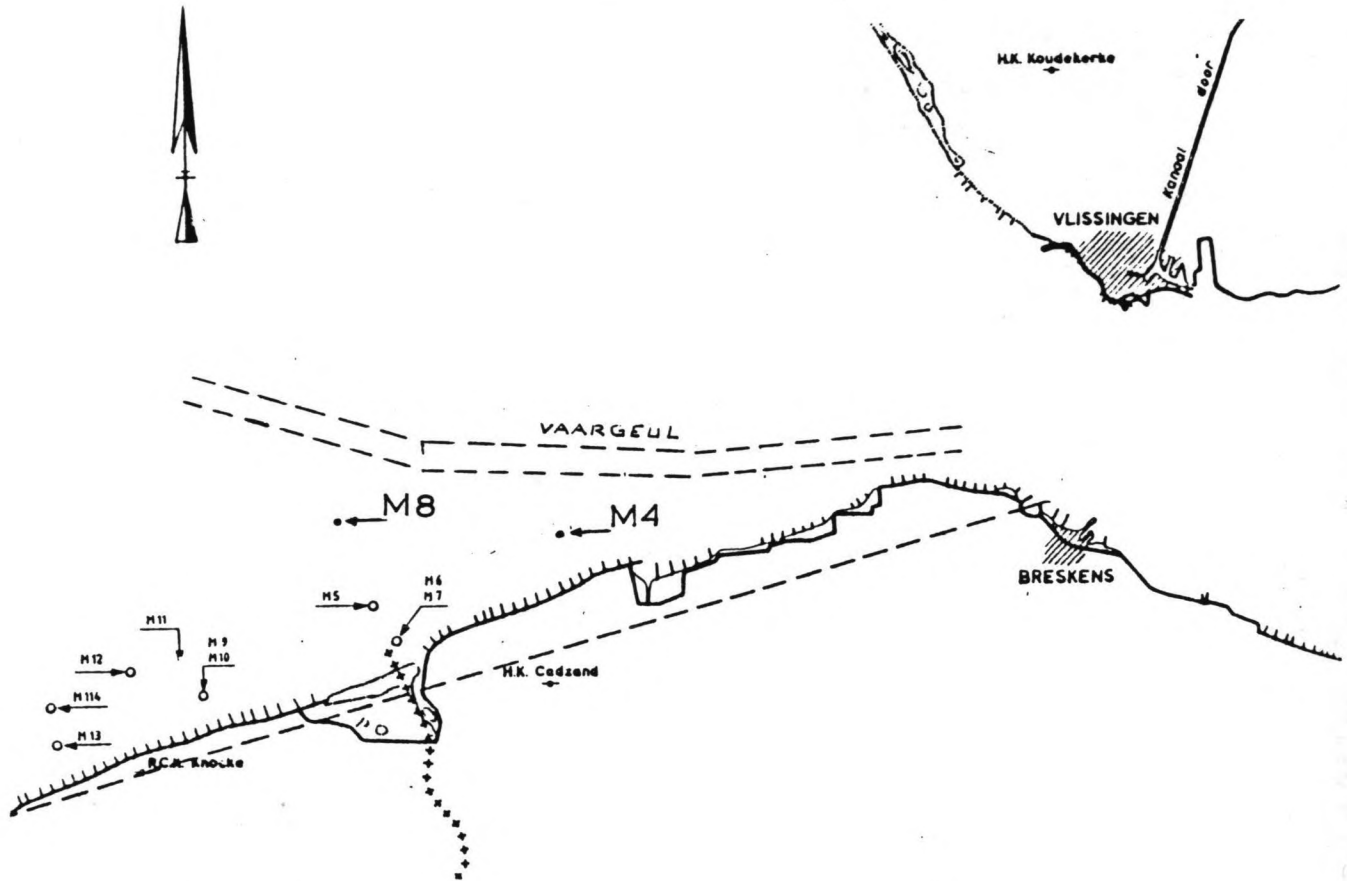 H.K. Koudekerke
Kanaal door
VLISSINGEN
VAARGEUL
M8
M4
BRESKENS
M6
M7
M5
M11
M9
M10
M12
H.K. Cadzand
M114
M13
Knocke